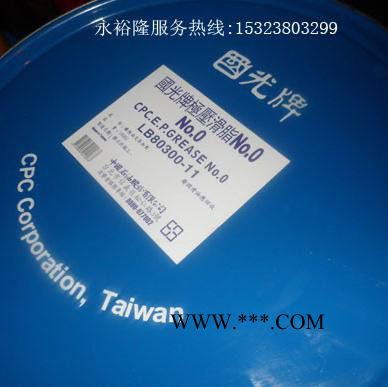 永裕隆服务热线:15323803299
國光牌
國光牌極壓滑脂No.0
No.0
CPC.E.P.GREASE No.0
LB80300-11
CPC Corporation, Taiwan
WWW.***.COM